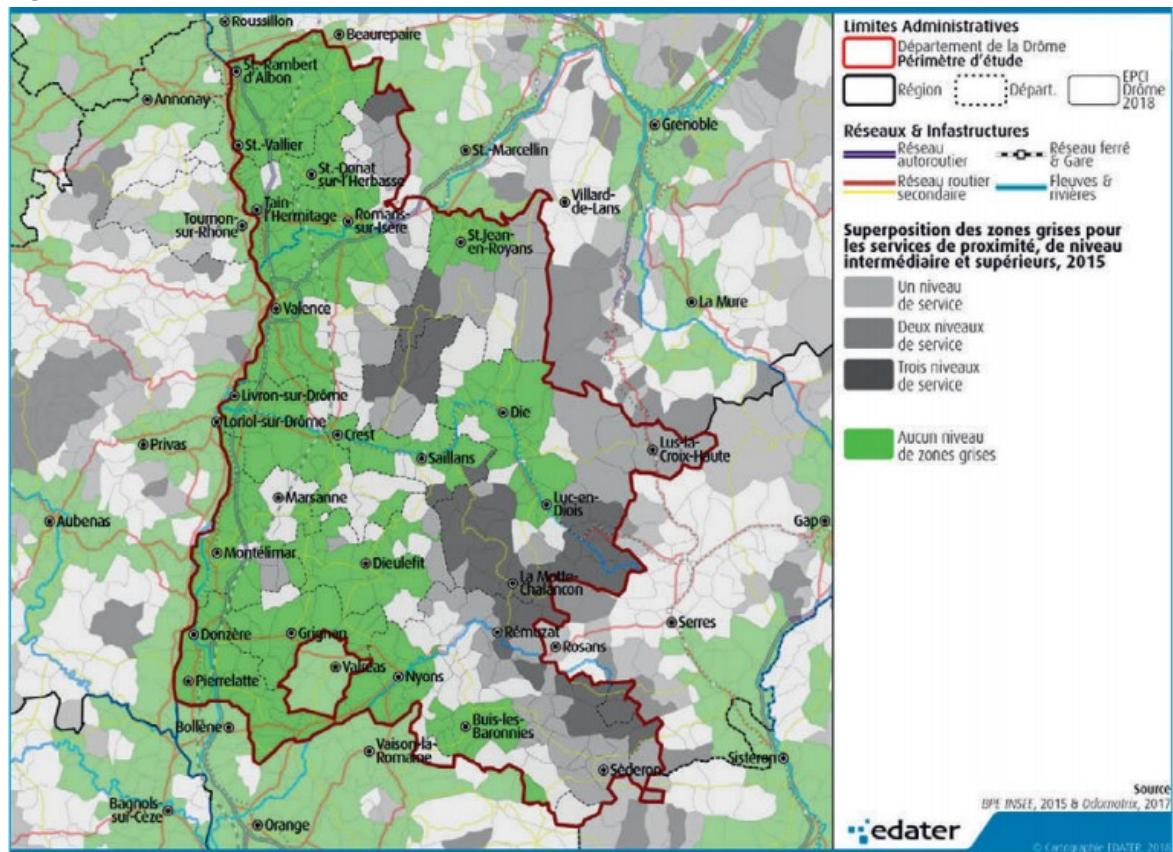 Roussillon
Beaurepaire
St.-Rambert
d'Albon
Annonay
Grenoble
St.-Vallier
St.-Marcellin
St.-Donat
sur-l'Herbasse
Villard-
de-Lans
Tain-
l'Hermitage
Tournon-
sur-Rhône
Romans-
sur-Isère
St.Jean-
en-Royans
Valence
La Mure
Livron-sur-Drôme
Die
Loriol-sur-Drôme
Crest
Privas
Saillans
Lus-la-
Croix-Haute
Marsanne
Luc-en-
Diois
Aubenas
Gap
Montélimar
Dieulefit
La Motte-
Chalancon
Donzère
Grignan
Rémuzat
Serres
Rosans
Valréas
Nyons
Pierrelatte
Bollène
Buis-les-
Baronnies
Vaison-la-
Romaine
Sisteron
Séderon
Bagnols-
sur-Cèze
Orange
Limites Administratives
Département de la Drôme
Périmètre d'étude
Région
Départ.
EPCI
Drôme
2018
Réseaux & Infastructures
Réseau
autoroutier
Réseau ferré
& Gare
Réseau routier
secondaire
Fleuves &
rivières
Superposition des zones grises pour
les services de proximité, de niveau
intermédiaire et supérieurs, 2015
Un niveau
de service
Deux niveaux
de service
Trois niveaux
de service
Aucun niveau
de zones grises
Source
BPE INSEE, 2015 & Odomatrix, 2017
edater
© Cartographie EDATER, 2018